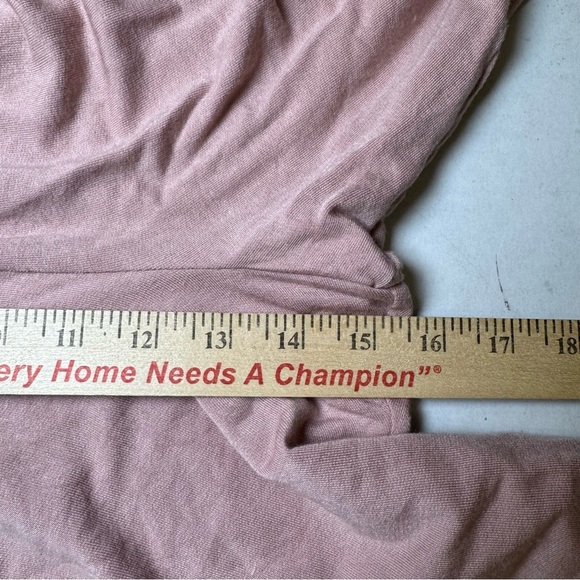 11 12 13 14 15 16 17 18
ery Home Needs A Champion”®